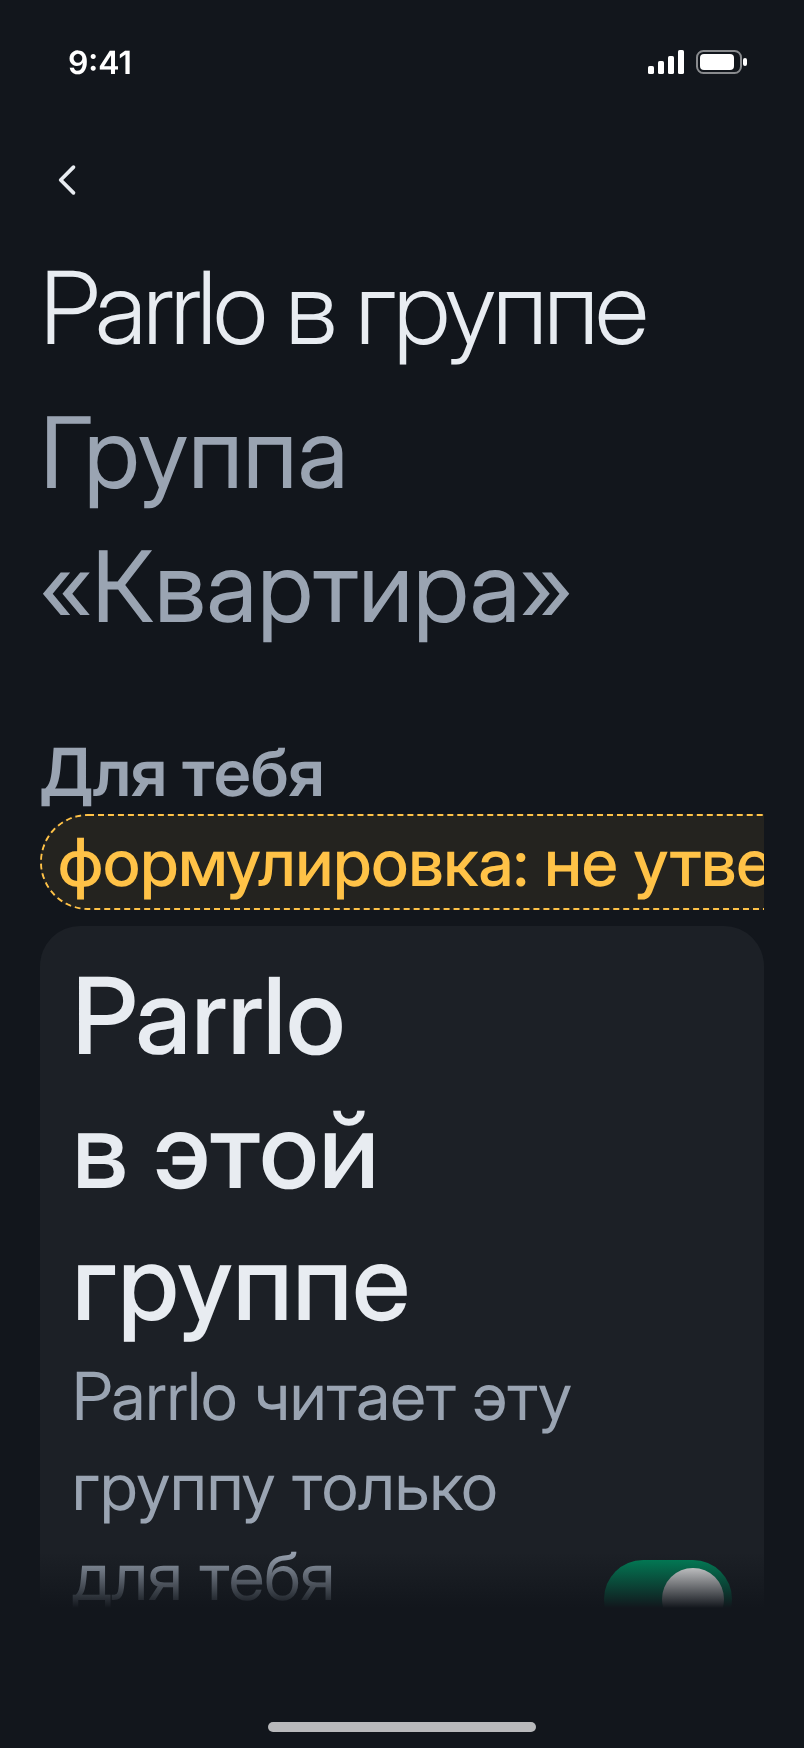 9:41
Parrlo в группе
Группа
«Квартира»
Для тебя
формулировка: не утве
Parrlo
в этой
группе
Parrlo читает эту
группу только
для тебя